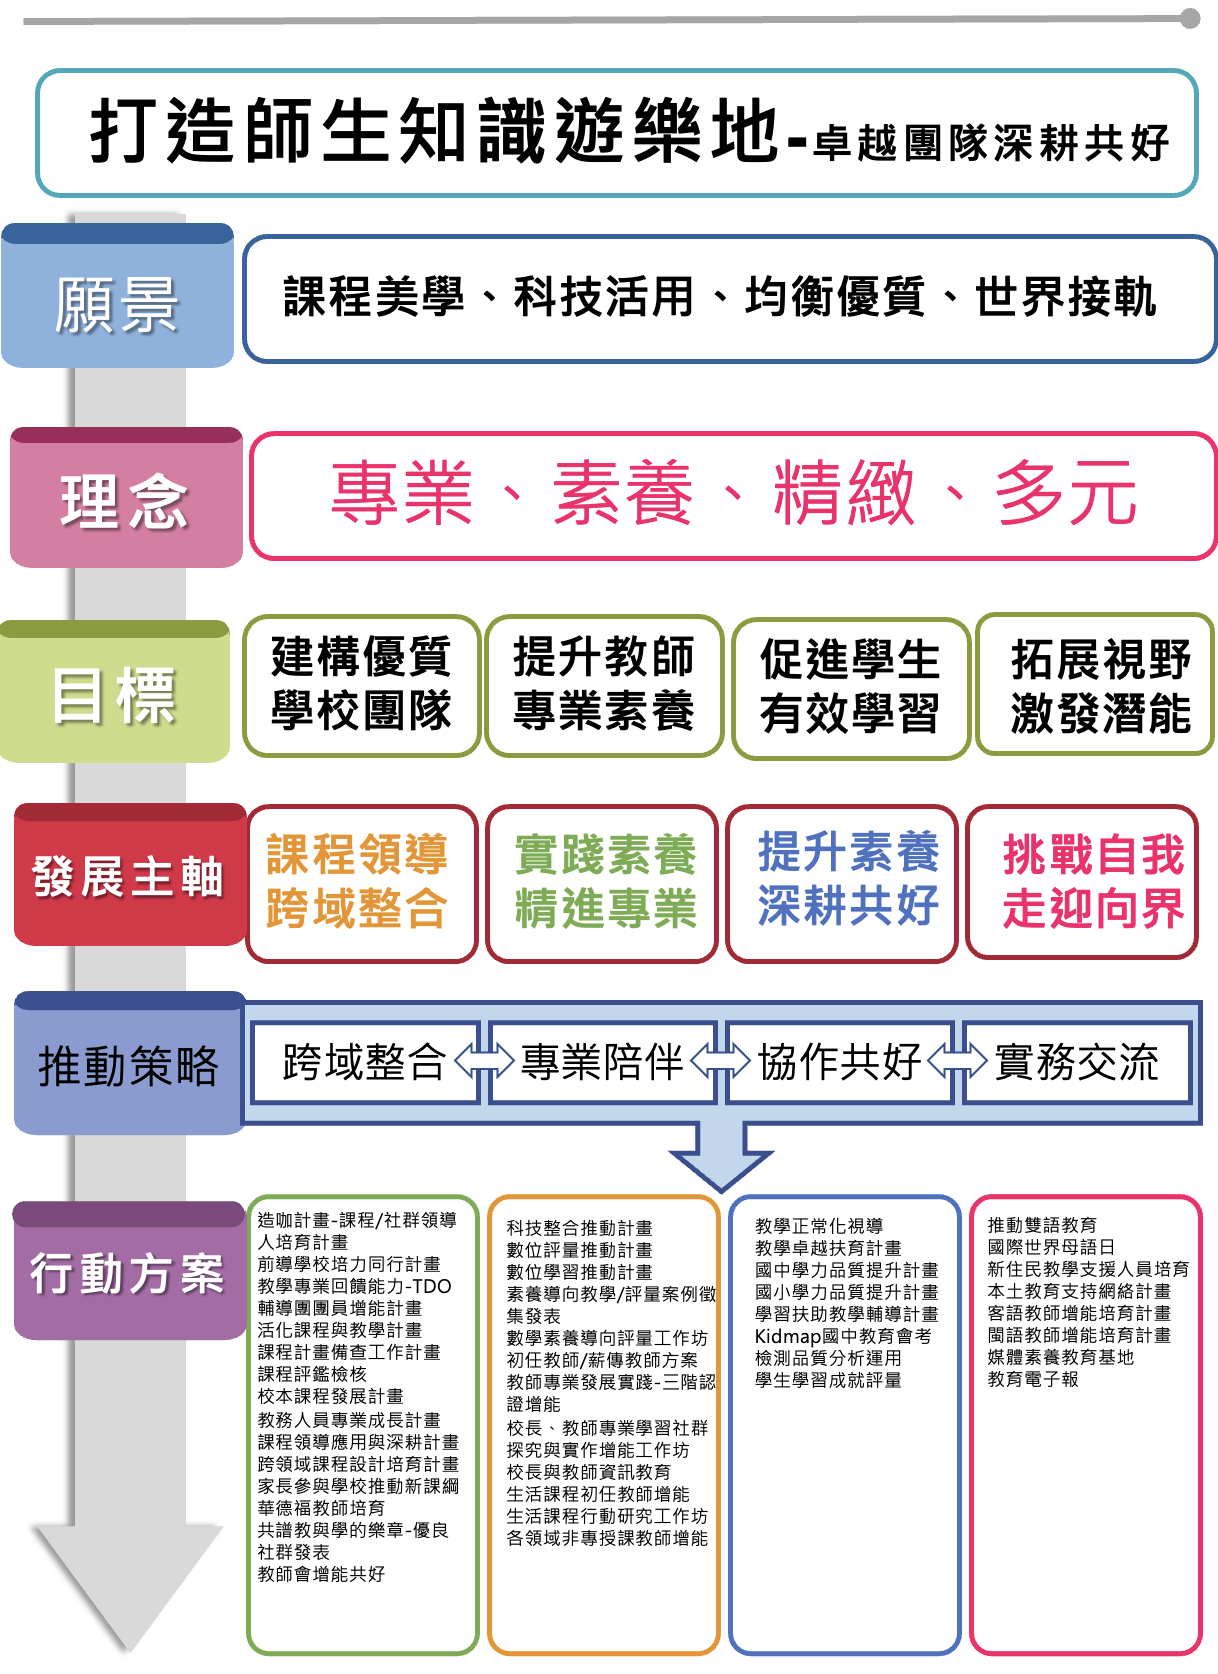 打造師生知識遊樂地-卓越團隊深耕共好
願景
課程美學、科技活用、均衡優質、世界接軌
理念
專業、素養、精緻、多元
目標
建構優質
學校團隊
提升教師
專業素養
促進學生
有效學習
拓展視野
激發潛能
發展主軸
課程領導
跨域整合
實踐素養
精進專業
提升素養
深耕共好
挑戰自我
走迎向界
推動策略
跨域整合
專業陪伴
協作共好
實務交流
行動方案
造咖計畫-課程/社群領導
人培育計畫
前導學校培力同行計畫
教學專業回饋能力-TDO
輔導團團員增能計畫
活化課程與教學計畫
課程計畫備查工作計畫
課程評鑑檢核
校本課程發展計畫
教務人員專業成長計畫
課程領導應用與深耕計畫
跨領域課程設計培育計畫
家長參與學校推動新課綱
華德福教師培育
共譜教與學的樂章-優良
社群發表
教師會增能共好
科技整合推動計畫
數位評量推動計畫
數位學習推動計畫
素養導向教學/評量案例徵
集發表
數學素養導向評量工作坊
初任教師/薪傳教師方案
教師專業發展實踐-三階認
證增能
校長、教師專業學習社群
探究與實作增能工作坊
校長與教師資訊教育
生活課程初任教師增能
生活課程行動研究工作坊
各領域非專授課教師增能
教學正常化視導
教學卓越扶育計畫
國中學力品質提升計畫
國小學力品質提升計畫
學習扶助教學輔導計畫
Kidmap國中教育會考
檢測品質分析運用
學生學習成就評量
推動雙語教育
國際世界母語日
新住民教學支援人員培育
本土教育支持網絡計畫
客語教師增能培育計畫
閩語教師增能培育計畫
媒體素養教育基地
教育電子報